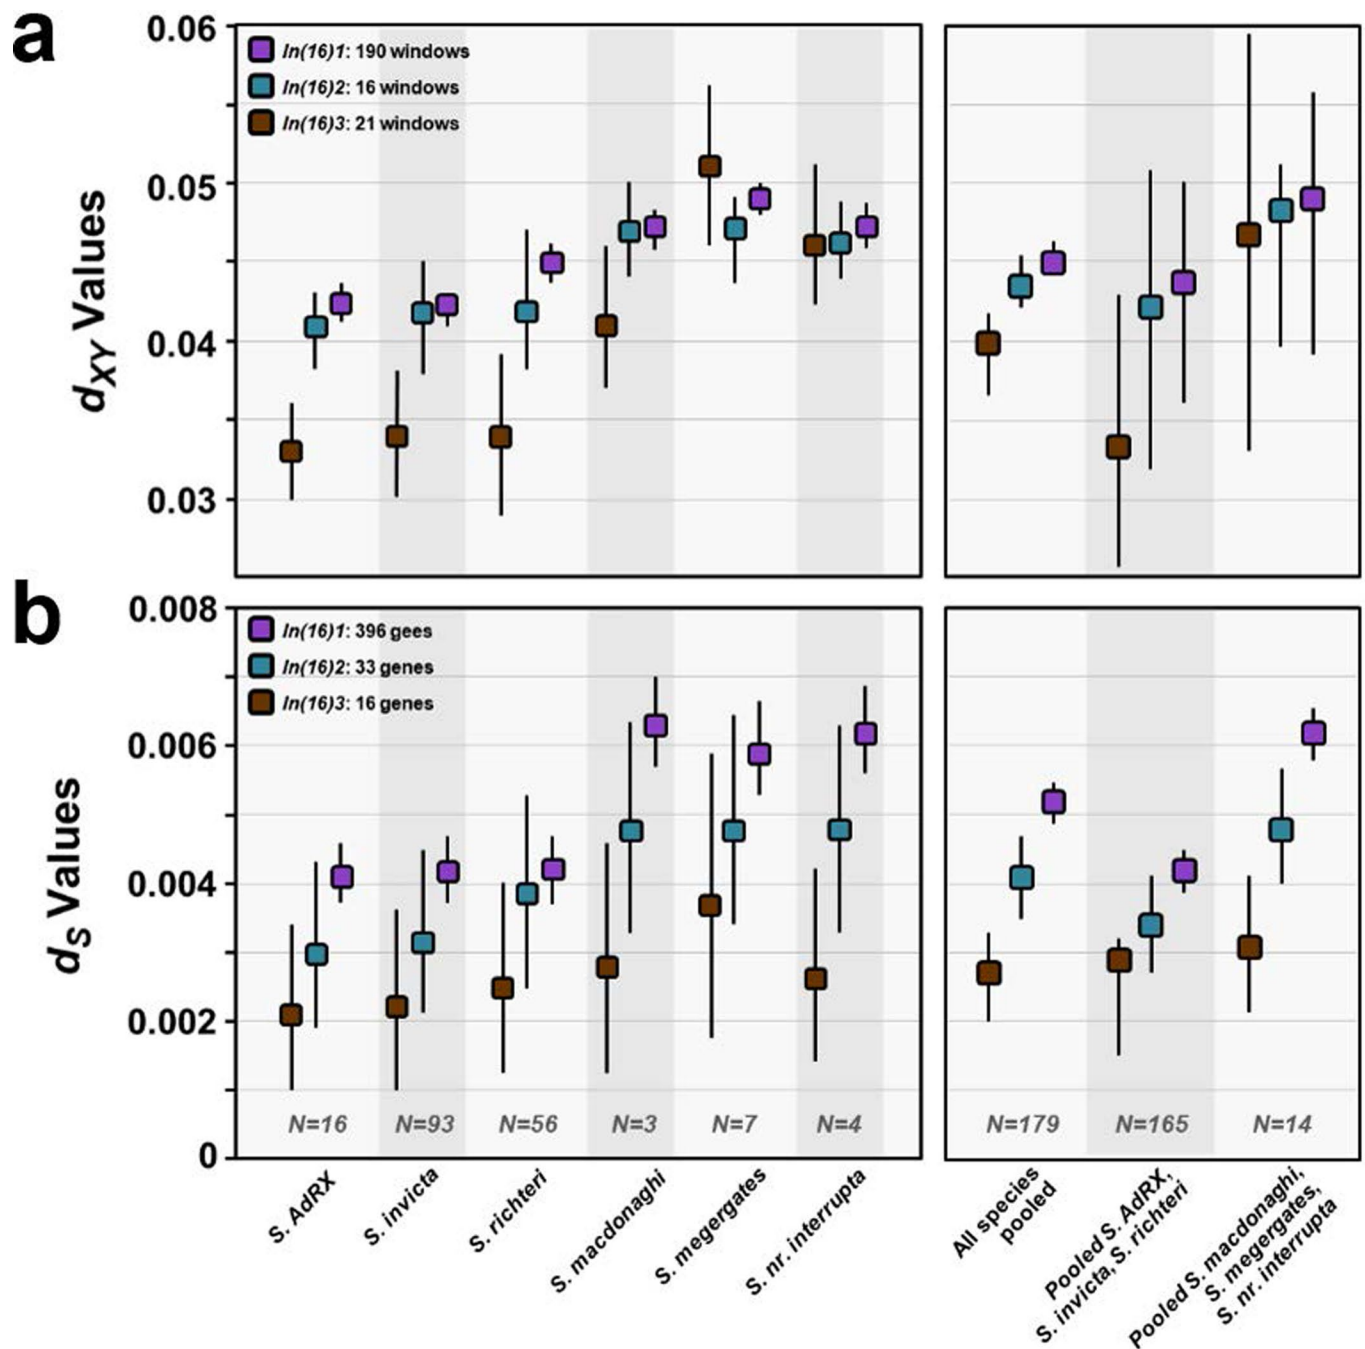 a
0.06
0.05
0.04
0.03
dXY Values
In(16)1: 190 windows
In(16)2: 16 windows
In(16)3: 21 windows
b
0.008
0.006
0.004
0.002
0
dS Values
In(16)1: 396 gees
In(16)2: 33 genes
In(16)3: 16 genes
N=16
N=93
N=56
N=3
N=7
N=4
N=179
N=165
N=14
S. AdRX
S. invicta
S. richteri
S. macdonaghi
S. megergates
S. nr. interrupta
All species
pooled
Pooled S. AdRX,
S. invicta, S. richteri
Pooled S. macdonaghi,
S. megergates,
S. nr. interrupta